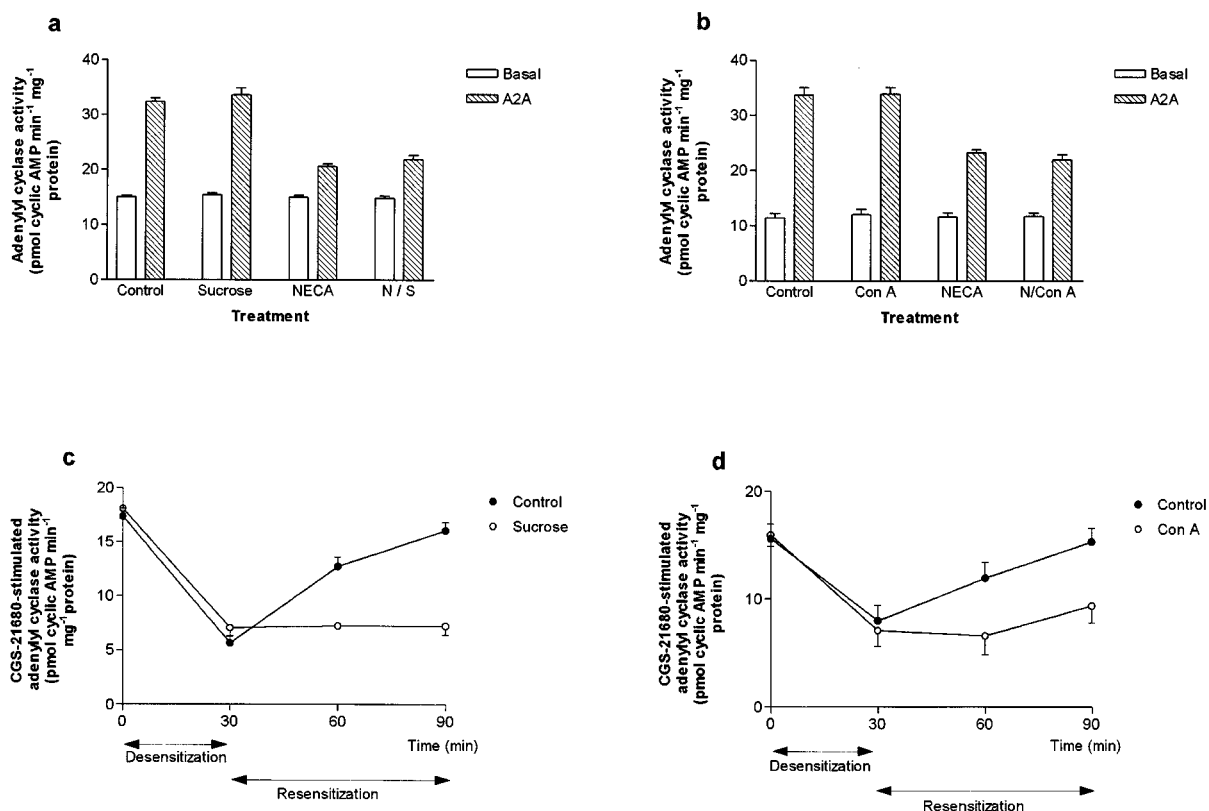 a
Adenylyl cyclase activity
(pmol cyclic AMP min-1 mg-1
protein)
40
30
20
10
0
Control
Sucrose
NECA
N / S
Treatment
Basal
A2A
b
Adenylyl cyclase activity
(pmol cyclic AMP min-1 mg-1
protein)
40
30
20
10
0
Control
Con A
NECA
N/Con A
Treatment
Basal
A2A
c
CGS-21680-stimulated
adenylyl cyclase activity
(pmol cyclic AMP min-1
mg-1protein)
20
15
10
5
0
0
30
60
90
Time (min)
Desensitization
Resensitization
Control
Sucrose
d
CGS-21680-stimulated
adenylyl cyclase activity
(pmol cyclic AMP min-1 mg-1
protein)
20
10
0
0
30
60
90
Time (min)
Desensitization
Resensitization
Control
Con A